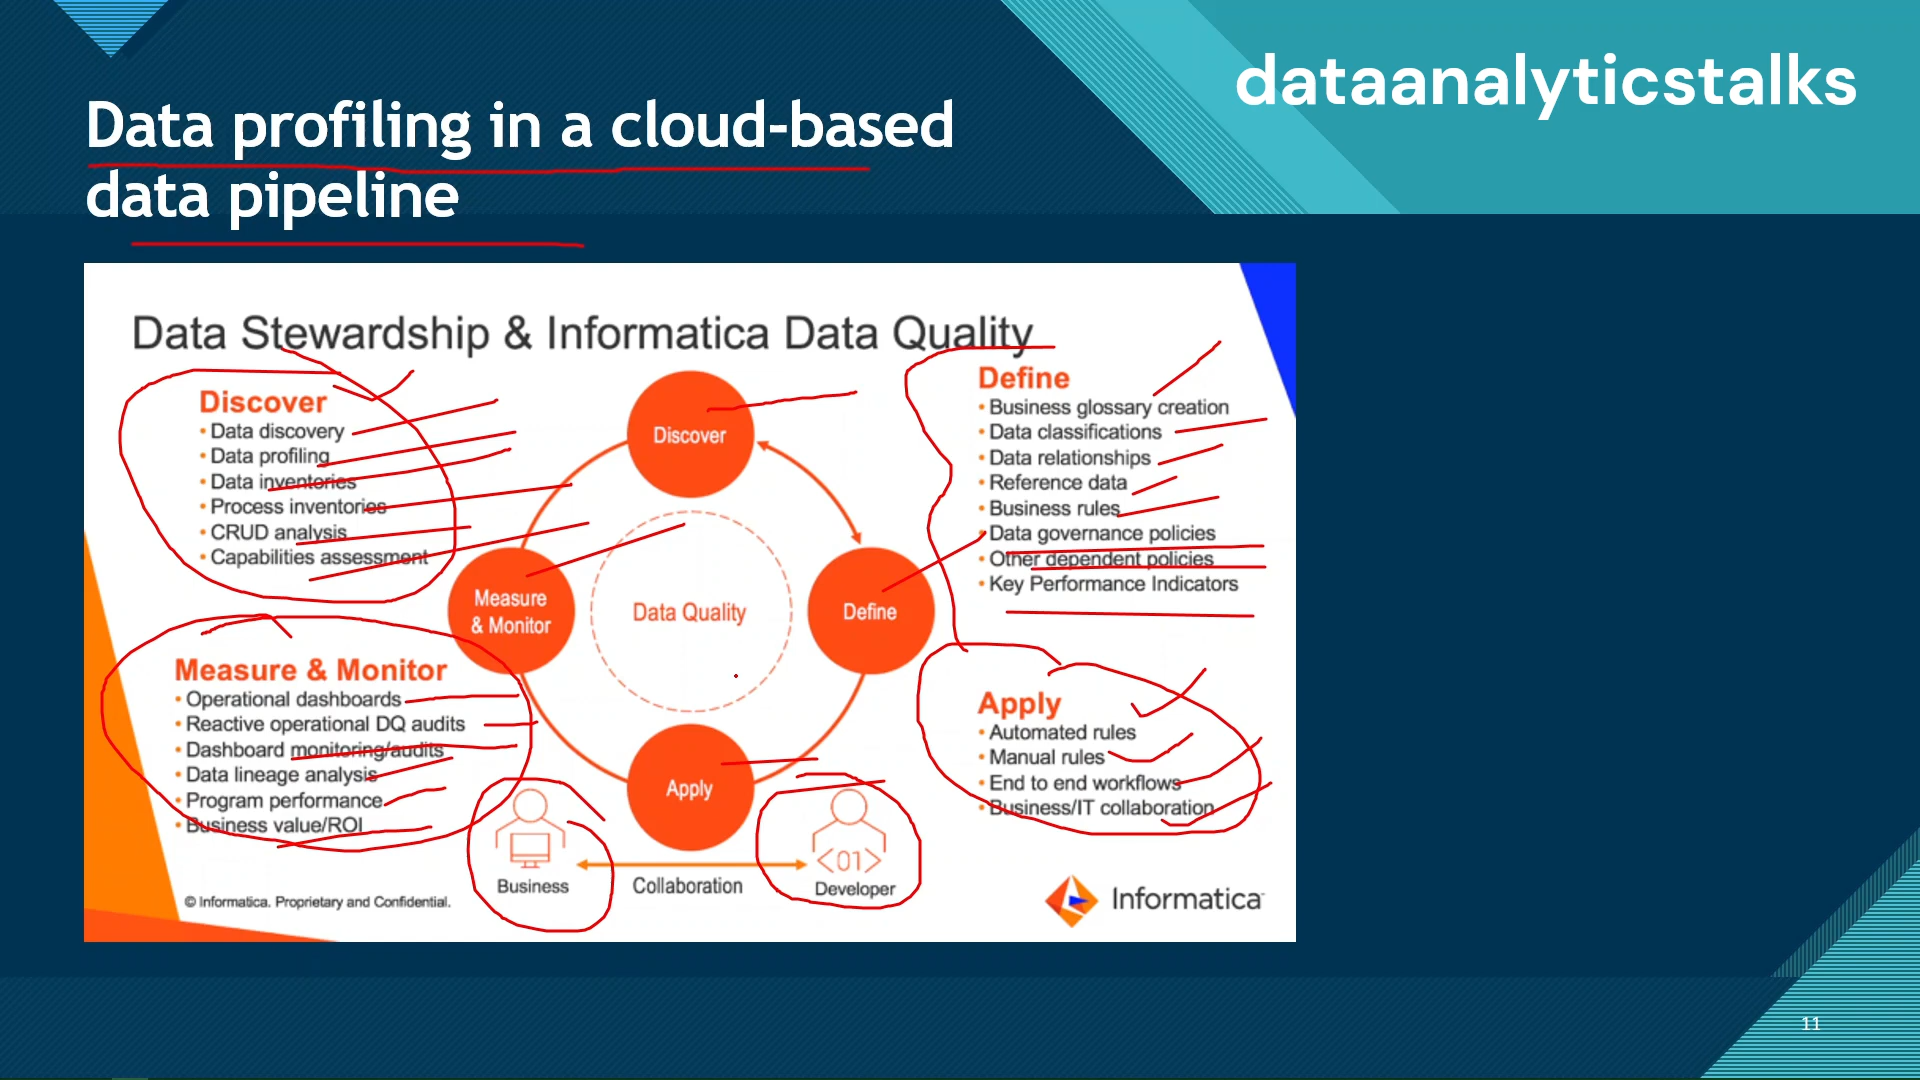 dataanalyticstalks
Data profiling in a cloud-based
data pipeline
Data Stewardship & Informatica Data Quality
Discover
• Data discovery
• Data profiling
• Data inventories
• Process inventories
• CRUD analysis
• Capabilities assessment
Define
• Business glossary creation
• Data classifications
• Data relationships
• Reference data
• Business rules
• Data governance policies
• Other dependent policies
• Key Performance Indicators
Discover
Measure
& Monitor
Data Quality
Define
Apply
Measure & Monitor
• Operational dashboards
• Reactive operational DQ audits
• Dashboard monitoring/audits
• Data lineage analysis
• Program performance
• Business value/ROI
Apply
• Automated rules
• Manual rules
• End to end workflows
• Business/IT collaboration
<01>
Business
Collaboration
Developer
© Informatica. Proprietary and Confidential.
Informatica
11